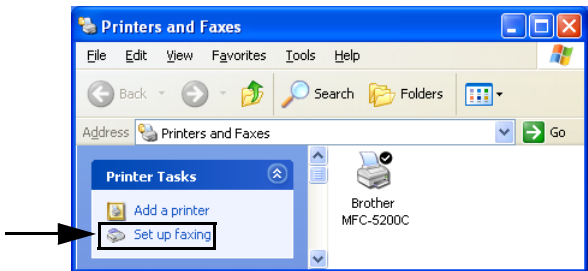 Printers and Faxes
File Edit View Favorites Tools Help
Back Search Folders
Address Printers and Faxes Go
Printer Tasks
Add a printer
Set up faxing
Brother
MFC-5200C